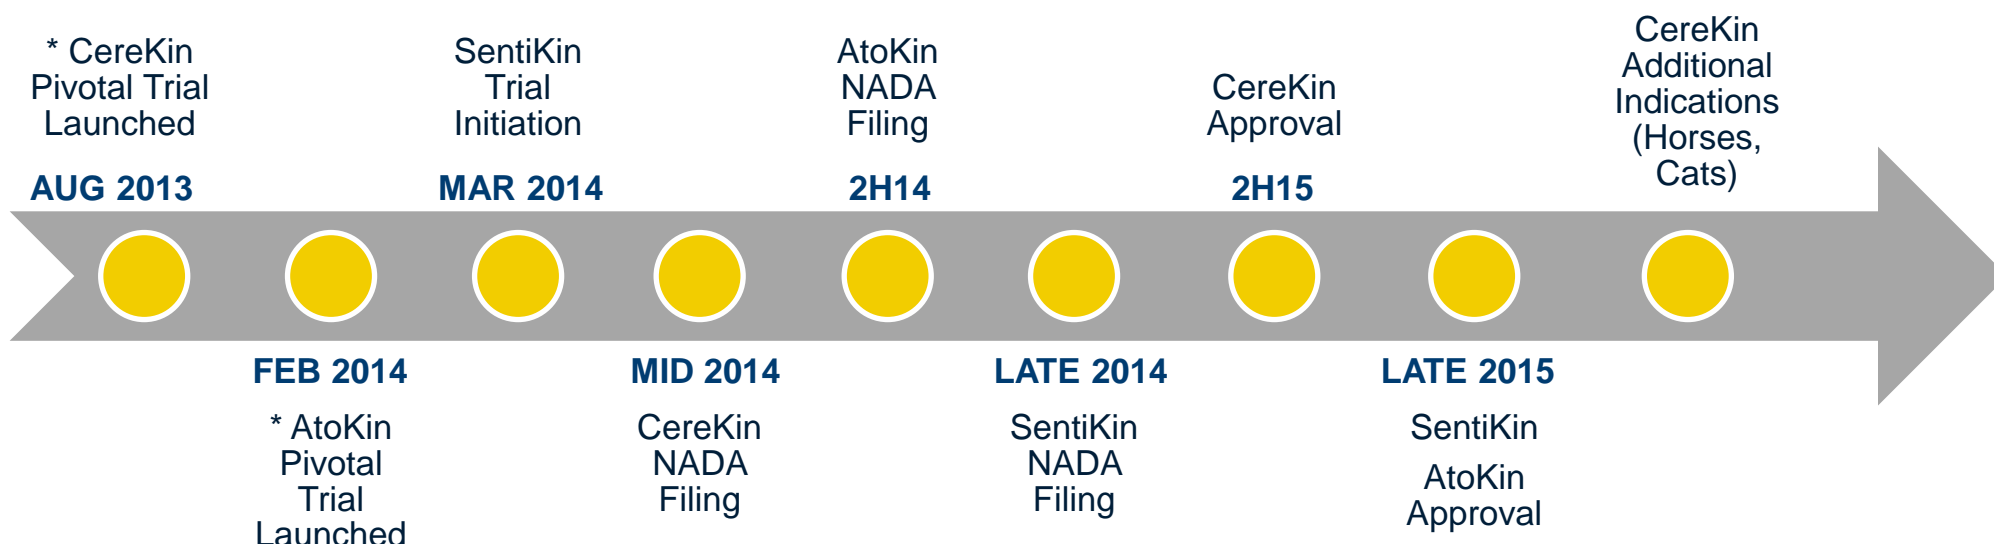 * CereKin
Pivotal Trial
Launched
AUG 2013
FEB 2014
* AtoKin
Pivotal
Trial
Launched
SentiKin
Trial
Initiation
MAR 2014
MID 2014
CereKin
NADA
Filing
AtoKin
NADA
Filing
2H14
LATE 2014
SentiKin
NADA
Filing
CereKin
Approval
2H15
LATE 2015
SentiKin
AtoKin
Approval
CereKin
Additional
Indications
(Horses,
Cats)